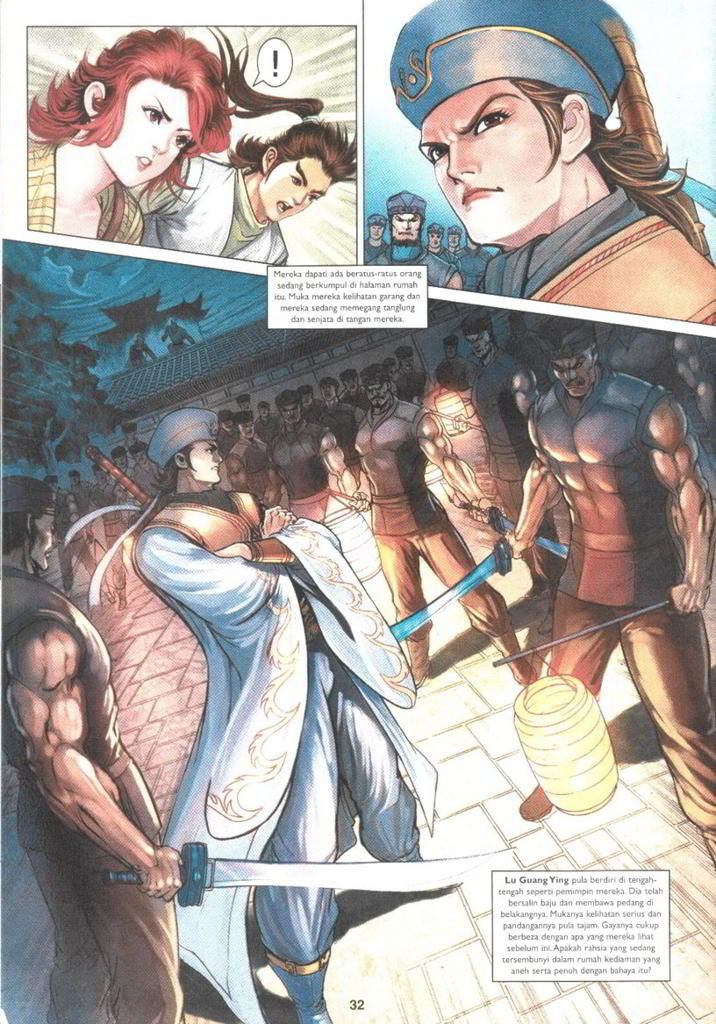 !
Mereka dapati ada beratus-ratus orang
sedang berkumpul di halaman rumah
itu. Muka mereka kelihatan garang dan
mereka sedang memegang tanglung
dan senjata di tangan mereka.
Lu Guang Ying pula berdiri di tengah-
tengah seperti pemimpin mereka. Dia telah
bersalin baju dan membawa pedang di
belakangnya. Mukanya kelihatan serius dan
pandangannya pula tajam. Gayanya cukup
berbeza dengan apa yang mereka lihat
sebelum ini. Apakah rahsia yang sedang
tersembunyi dalam rumah kediaman yang
aneh serta penuh dengan bahaya itu?
32